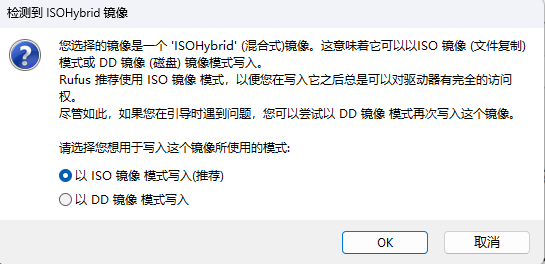 检测到 ISOHybrid 镜像
您选择的镜像是一个 'ISOHybrid' (混合式)镜像。这意味着它可以以ISO 镜像 (文件复制)
模式或 DD 镜像 (磁盘) 镜像模式写入。
Rufus 推荐使用 ISO 镜像 模式，以便您在写入它之后总是可以对驱动器有完全的访问
权。
尽管如此，如果您在引导时遇到问题，您可以尝试以 DD 镜像 模式再次写入这个镜像。
请选择您想用于写入这个镜像所使用的模式:
以 ISO 镜像 模式写入(推荐)
以 DD 镜像 模式写入
OK
取消